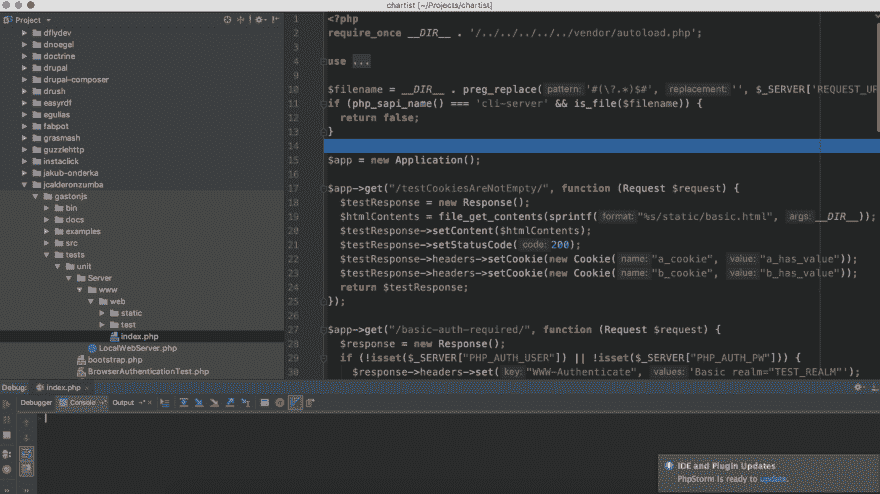 chartist [~/Projects/chartist]
Project
dflydev
dnoegel
doctrine
drupal
drupal-composer
drush
easyrdf
egulias
fabpot
grasmash
guzzlehttp
instaclick
jakub-onderka
jcalderonzumba
gastonjs
bin
docs
examples
src
tests
unit
Server
www
web
static
test
index.php
LocalWebServer.php
bootstrap.php
BrowserAuthenticationTest.php
1 <?php
2 require_once __DIR__ . '/../../../../../vendor/autoload.php';
3
4 use ...
9
10 $filename = __DIR__ . preg_replace( pattern: '#(\?.*)$#', replacement: '', $_SERVER['REQUEST_UR
11 if (php_sapi_name() === 'cli-server' && is_file($filename)) {
12 return false;
13 }
14
15 $app = new Application();
16
17 $app->get("/testCookiesAreNotEmpty/", function (Request $request) {
18 $testResponse = new Response();
19 $htmlContents = file_get_contents(sprintf( format: "%s/static/basic.html", args: __DIR__));
20 $testResponse->setContent($htmlContents);
21 $testResponse->setStatusCode( code: 200);
22 $testResponse->headers->setCookie(new Cookie( name: "a_cookie", value: "a_has_value"));
23 $testResponse->headers->setCookie(new Cookie( name: "b_cookie", value: "b_has_value"));
24 return $testResponse;
25 });
26
27 $app->get("/basic-auth-required/", function (Request $request) {
28 $response = new Response();
29 if (!isset($_SERVER["PHP_AUTH_USER"]) || !isset($_SERVER["PHP_AUTH_PW"])) {
30 $response->headers->set( key: "WWW-Authenticate", values: 'Basic realm="TEST_REALM"');
Debug: index.php
Debugger Console Output
IDE and Plugin Updates
PhpStorm is ready to update.